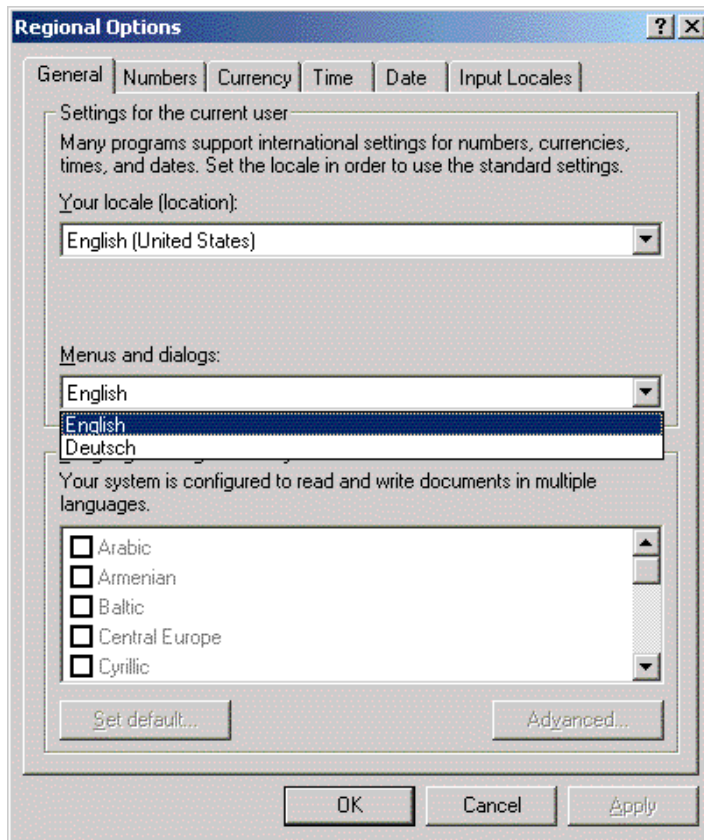 Regional Options
General Numbers Currency Time Date Input Locales
Settings for the current user
Many programs support international settings for numbers, currencies,
times, and dates. Set the locale in order to use the standard settings.
Your locale (location):
English (United States)
Menus and dialogs:
English
English
Deutsch
Your system is configured to read and write documents in multiple
languages.
Arabic
Armenian
Baltic
Central Europe
Cyrillic
Set default...
Advanced...
OK
Cancel
Apply